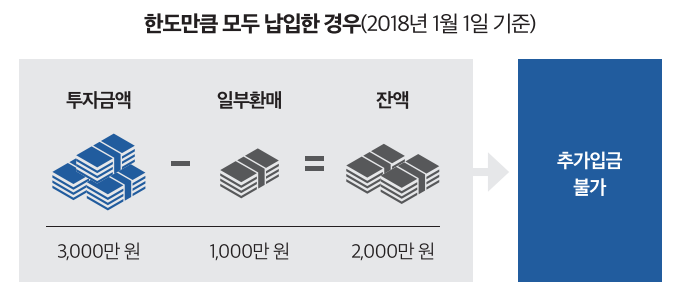 한도만큼 모두 납입한 경우(2018년 1월 1일 기준)
투자금액 일부환매 잔액
3,000만 원 1,000만 원 2,000만 원
추가입금
불가